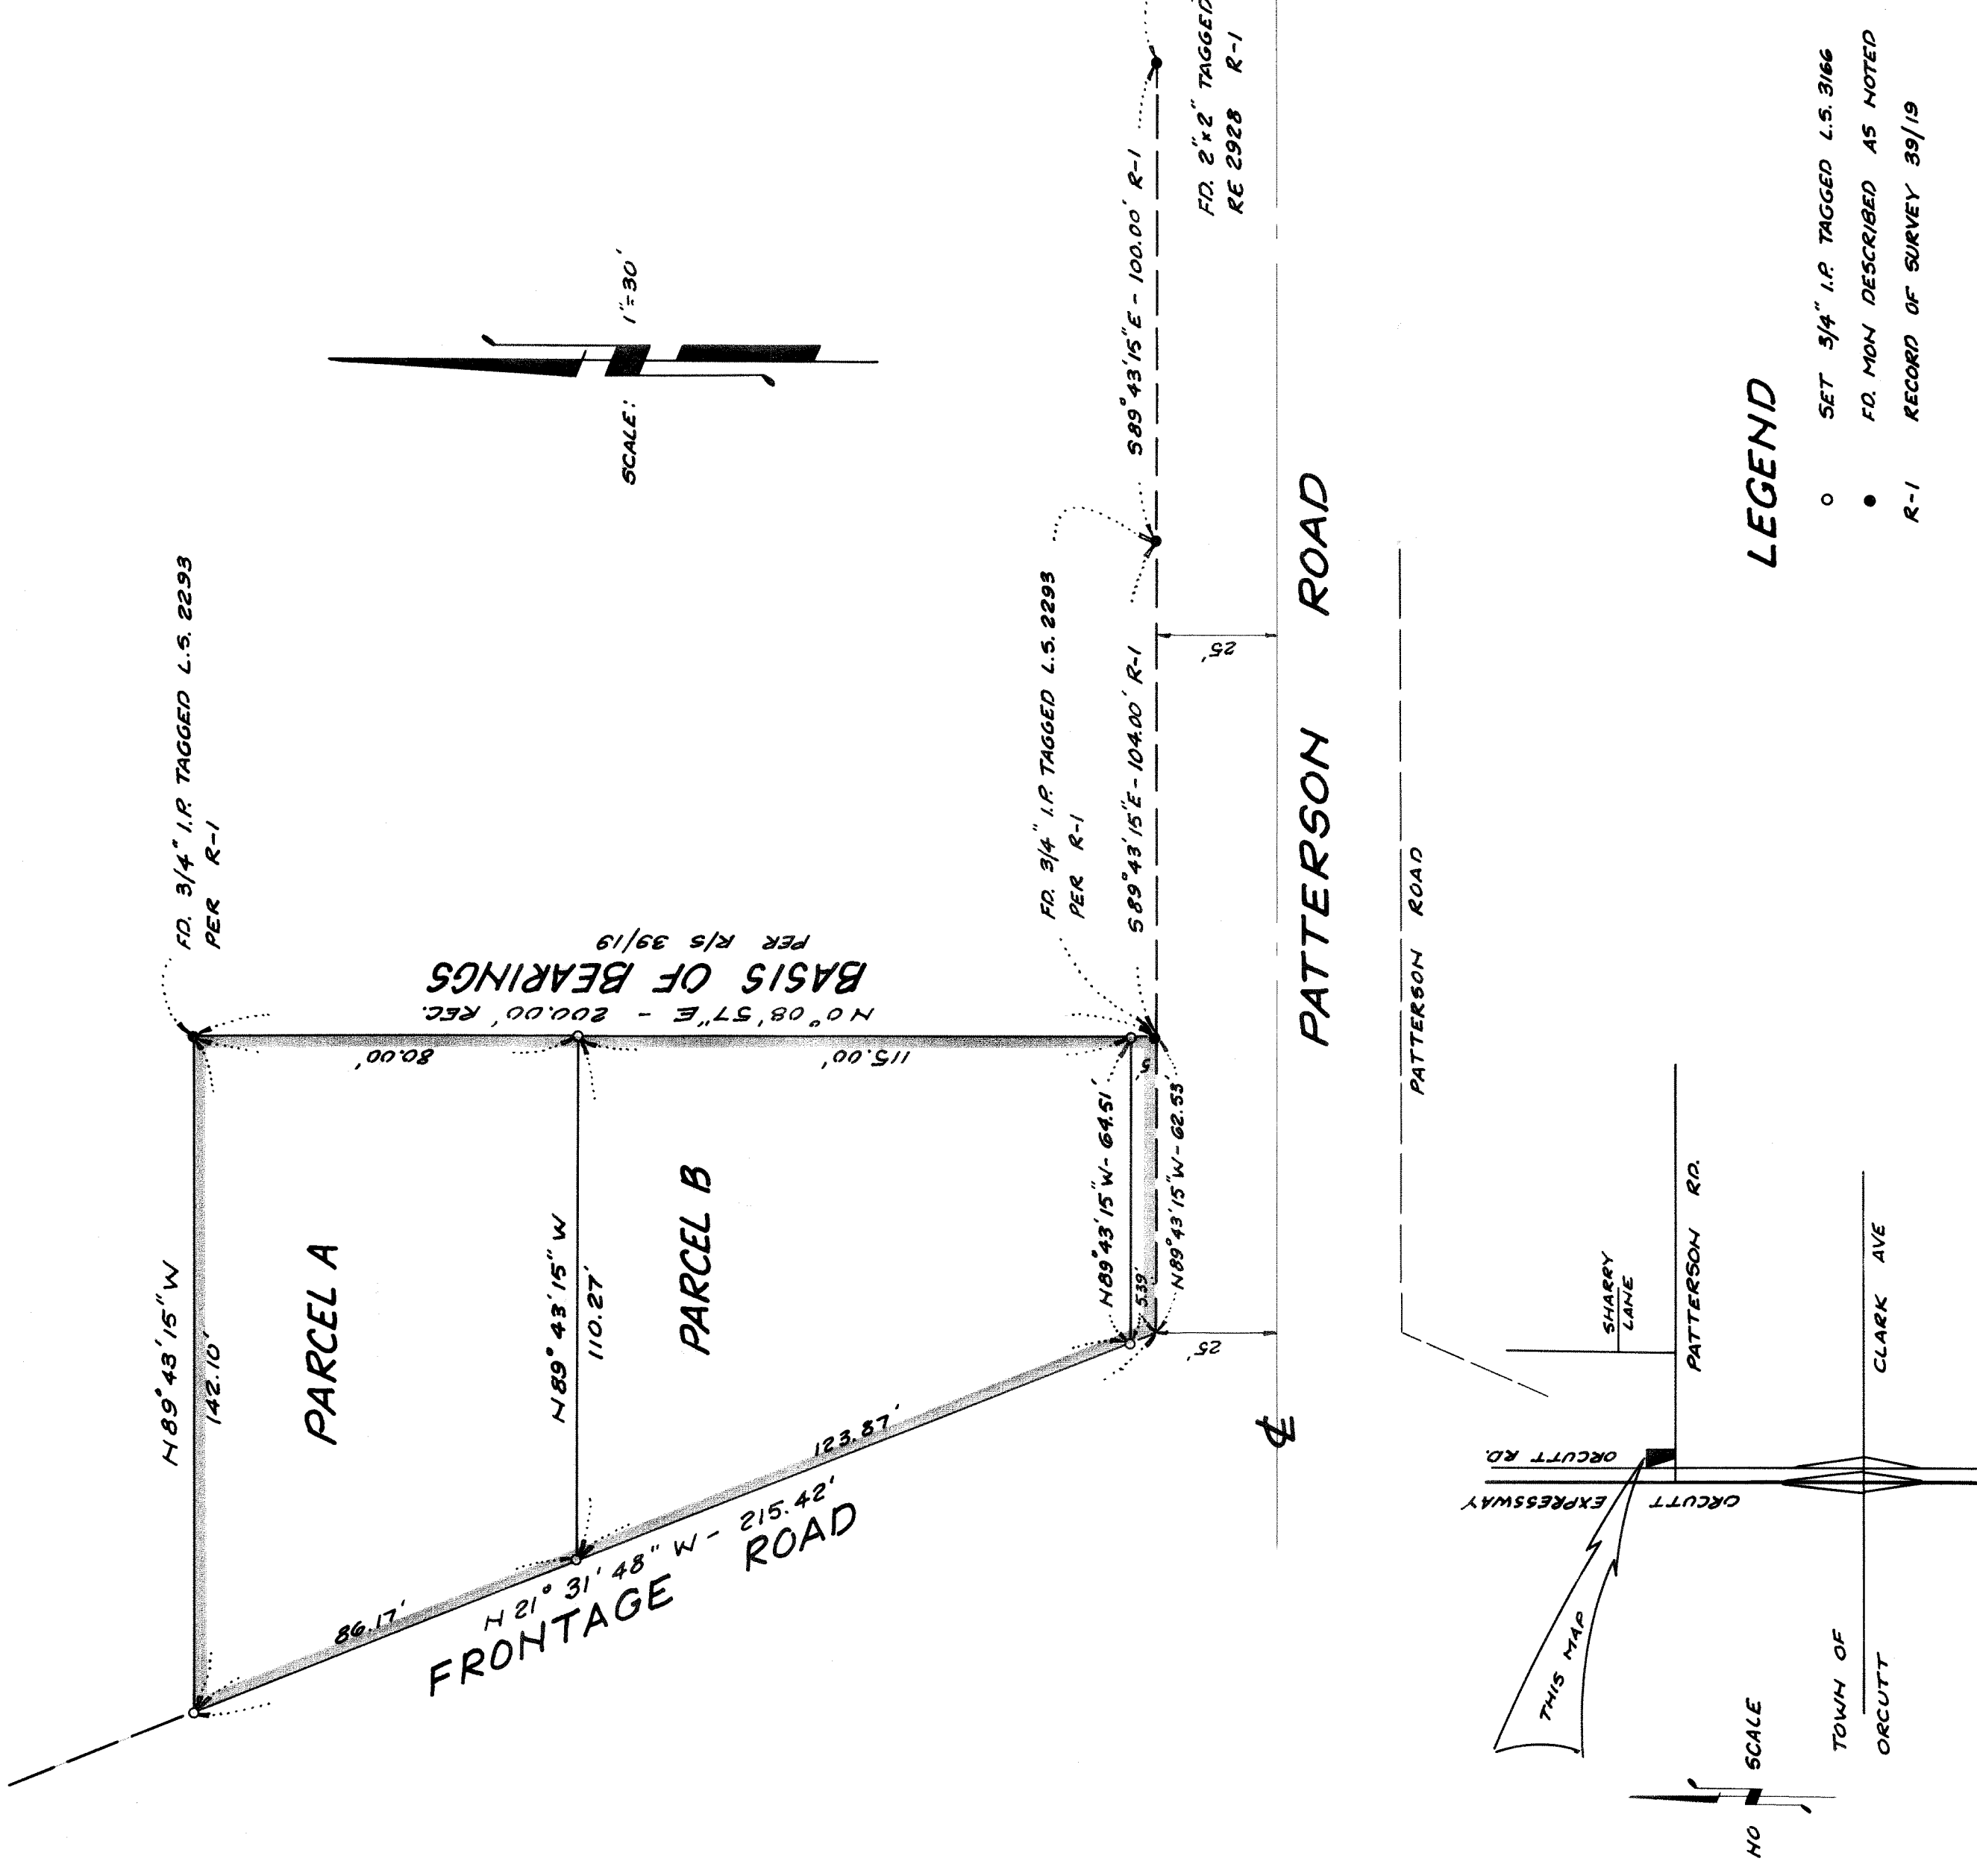 FD. 3/4" I.P. TAGGED L.S. 2293
PER R-1
N89°43'15"W
142.10'
PARCEL A
80.00'
N0°08'57"E - 200.00' REC.
BASIS OF BEARINGS
PER R/S 39/19
SCALE: 1"=30'
N89°43'15"W
110.27'
PARCEL B
115.00'
86.17'
N 21° 31' 48" W - 215.42'
FRONTAGE ROAD
123.87'
N89°43'15"W - 64.51'
5'
5.39'
N89°43'15"W - 62.53'
FD. 3/4" I.P. TAGGED L.S. 2293
PER R-1
S89°43'15"E - 104.00' R-1
S89°43'15"E - 100.00' R-1
FD. 2"x2" TAGGED
RE 2928 R-1
25'
25'
℄
PATTERSON ROAD
PATTERSON ROAD
LEGEND
SET 3/4" I.P. TAGGED L.S. 3166
FD. MON DESCRIBED AS NOTED
R-1 RECORD OF SURVEY 39/19
SHARRY
LANE
PATTERSON RD.
ORCUTT RD.
ORCUTT EXPRESSWAY
CLARK AVE
THIS MAP
TOWN OF
ORCUTT
NO SCALE